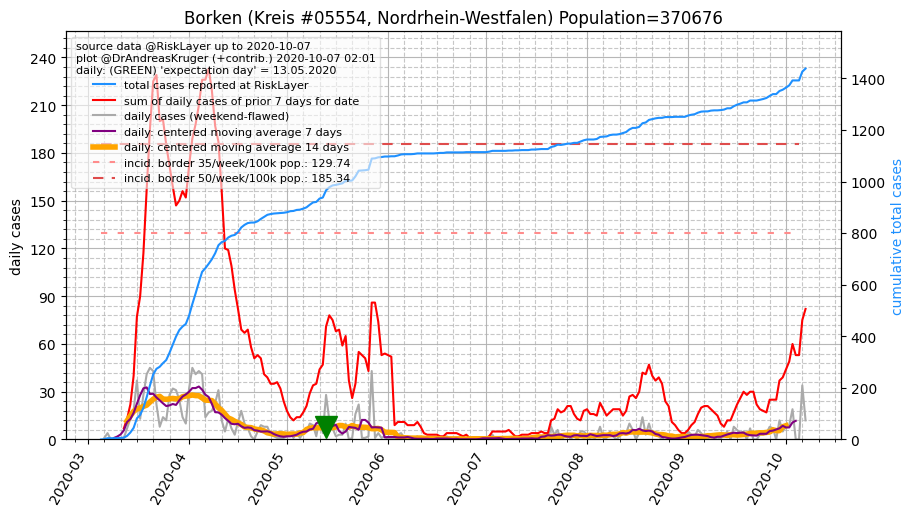 Borken (Kreis #05554, Nordrhein-Westfalen) Population=370676
source data @RiskLayer up to 2020-10-07
plot @DrAndreasKruger (+contrib.) 2020-10-07 02:01
daily: (GREEN) 'expectation day' = 13.05.2020
total cases reported at RiskLayer
sum of daily cases of prior 7 days for date
daily cases (weekend-flawed)
daily: centered moving average 7 days
daily: centered moving average 14 days
incid. border 35/week/100k pop.: 129.74
incid. border 50/week/100k pop.: 185.34
daily cases
240
210
180
150
120
90
60
30
0
cumulative total cases
1400
1200
1000
800
600
400
200
0
2020-03
2020-04
2020-05
2020-06
2020-07
2020-08
2020-09
2020-10